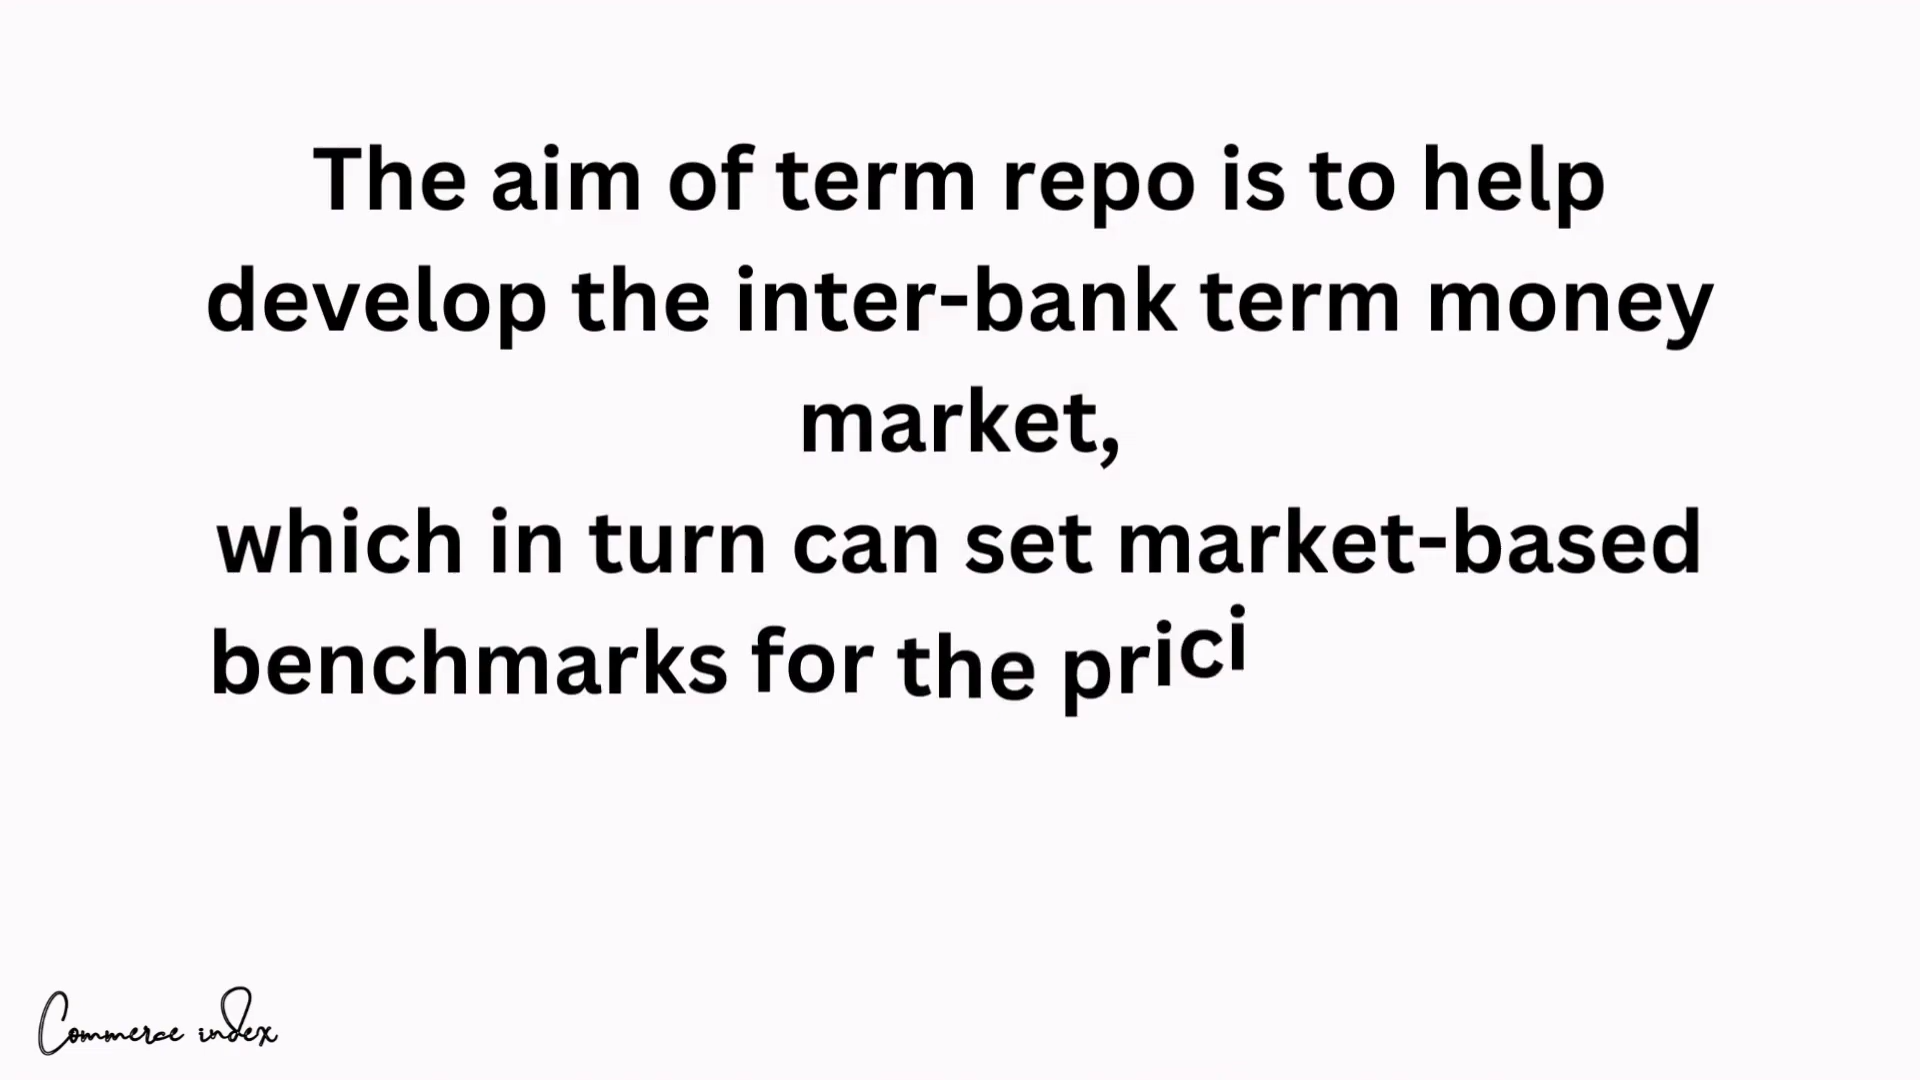 The aim of term repo is to help
develop the inter-bank term money
market,
which in turn can set market-based
benchmarks for the prici
Commerce index